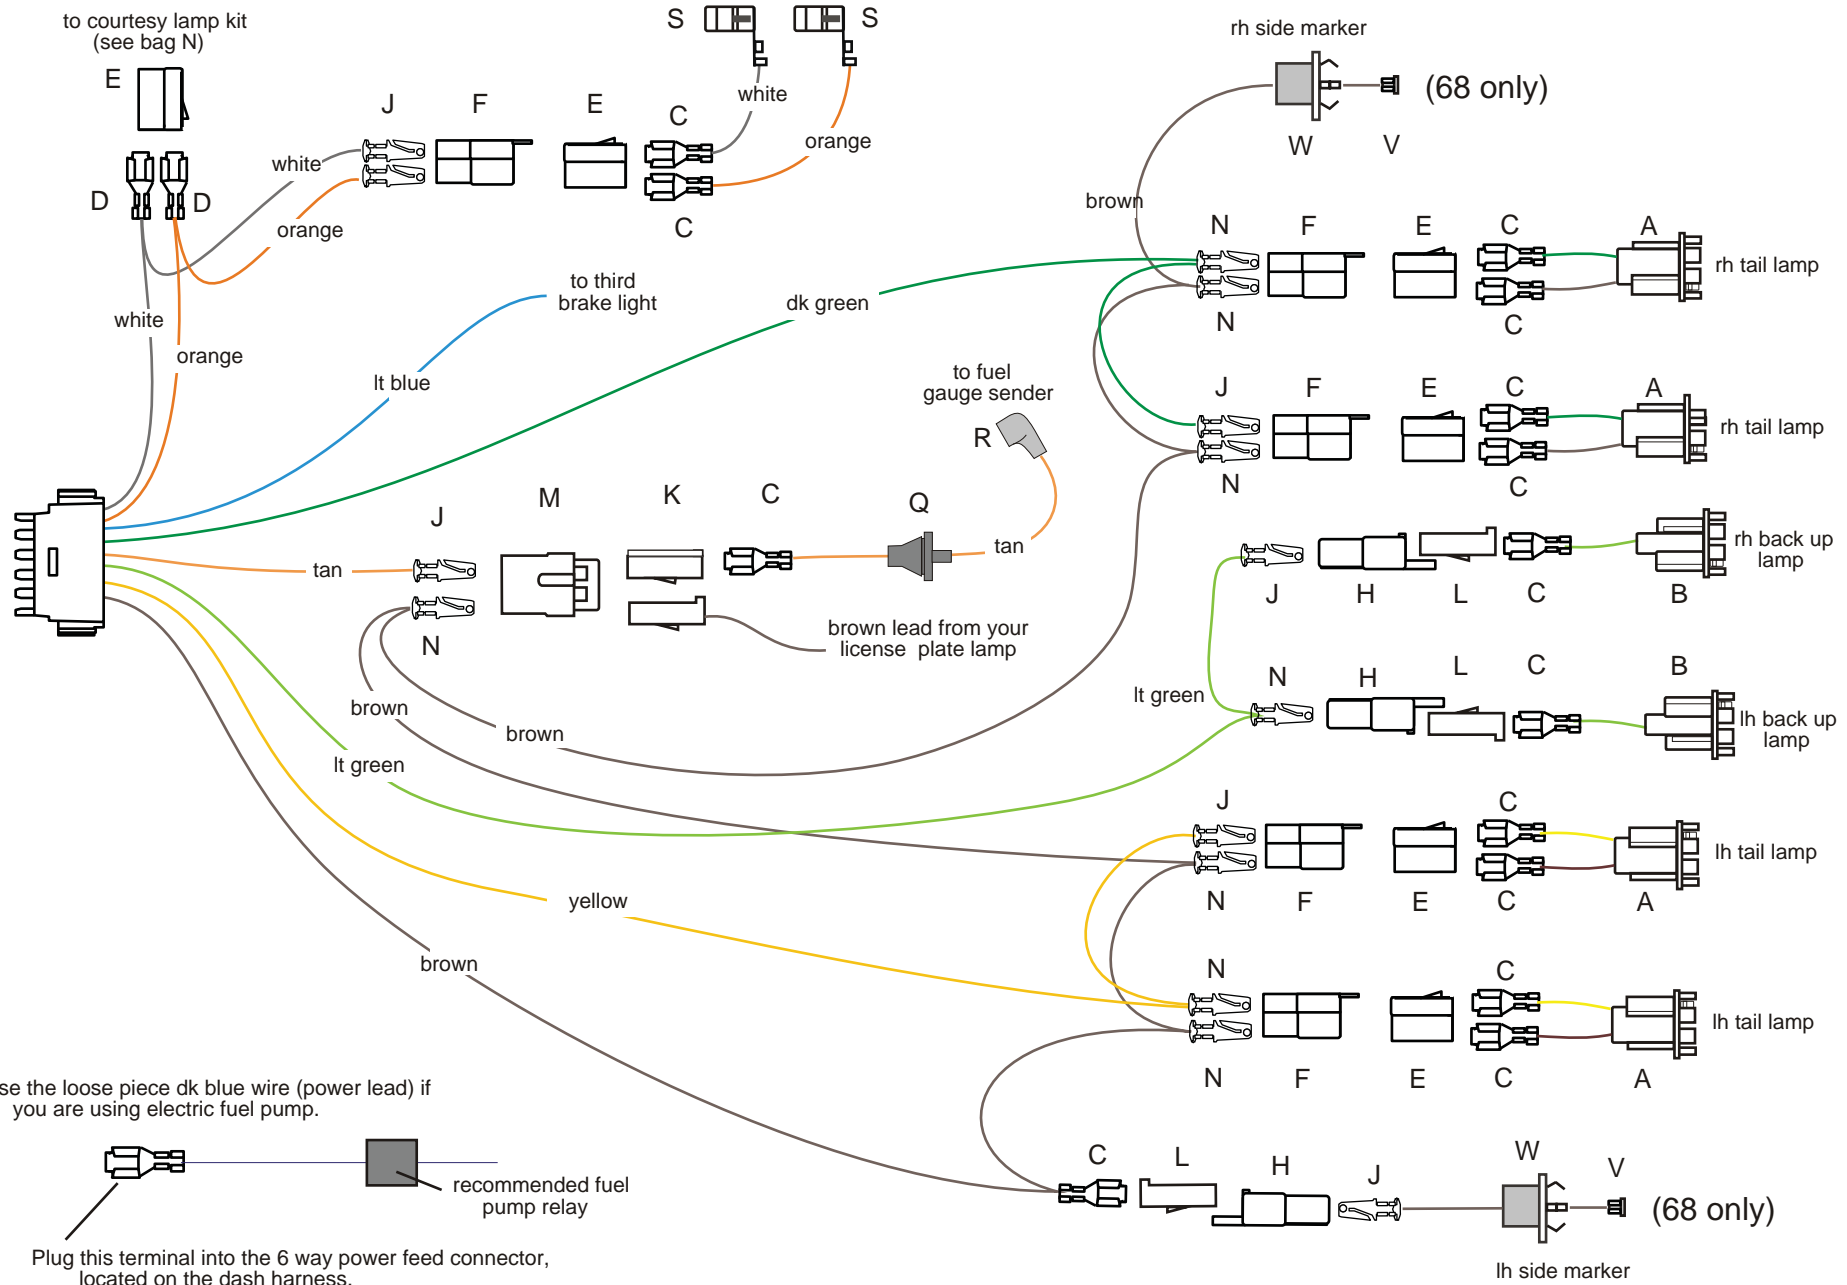 to courtesy lamp kit
(see bag N)
E
D
D
white
orange
white
orange
J
F
E
C
C
S
S
white
orange
to third
brake light
lt blue
dk green
rh side marker
W
V
(68 only)
brown
N
F
E
C
A
rh tail lamp
N
C
J
F
E
C
A
rh tail lamp
N
C
to fuel
gauge sender
R
J
M
K
C
Q
tan
tan
N
brown lead from your
license plate lamp
rh back up
lamp
J
H
L
C
B
lt green
N
H
L
C
B
lh back up
lamp
brown
brown
lt green
J
C
lh tail lamp
N
F
E
C
A
yellow
brown
N
C
lh tail lamp
N
F
E
C
A
C
L
H
J
W
V
(68 only)
lh side marker
se the loose piece dk blue wire (power lead) if
you are using electric fuel pump.
recommended fuel
pump relay
Plug this terminal into the 6 way power feed connector,
located on the dash harness.